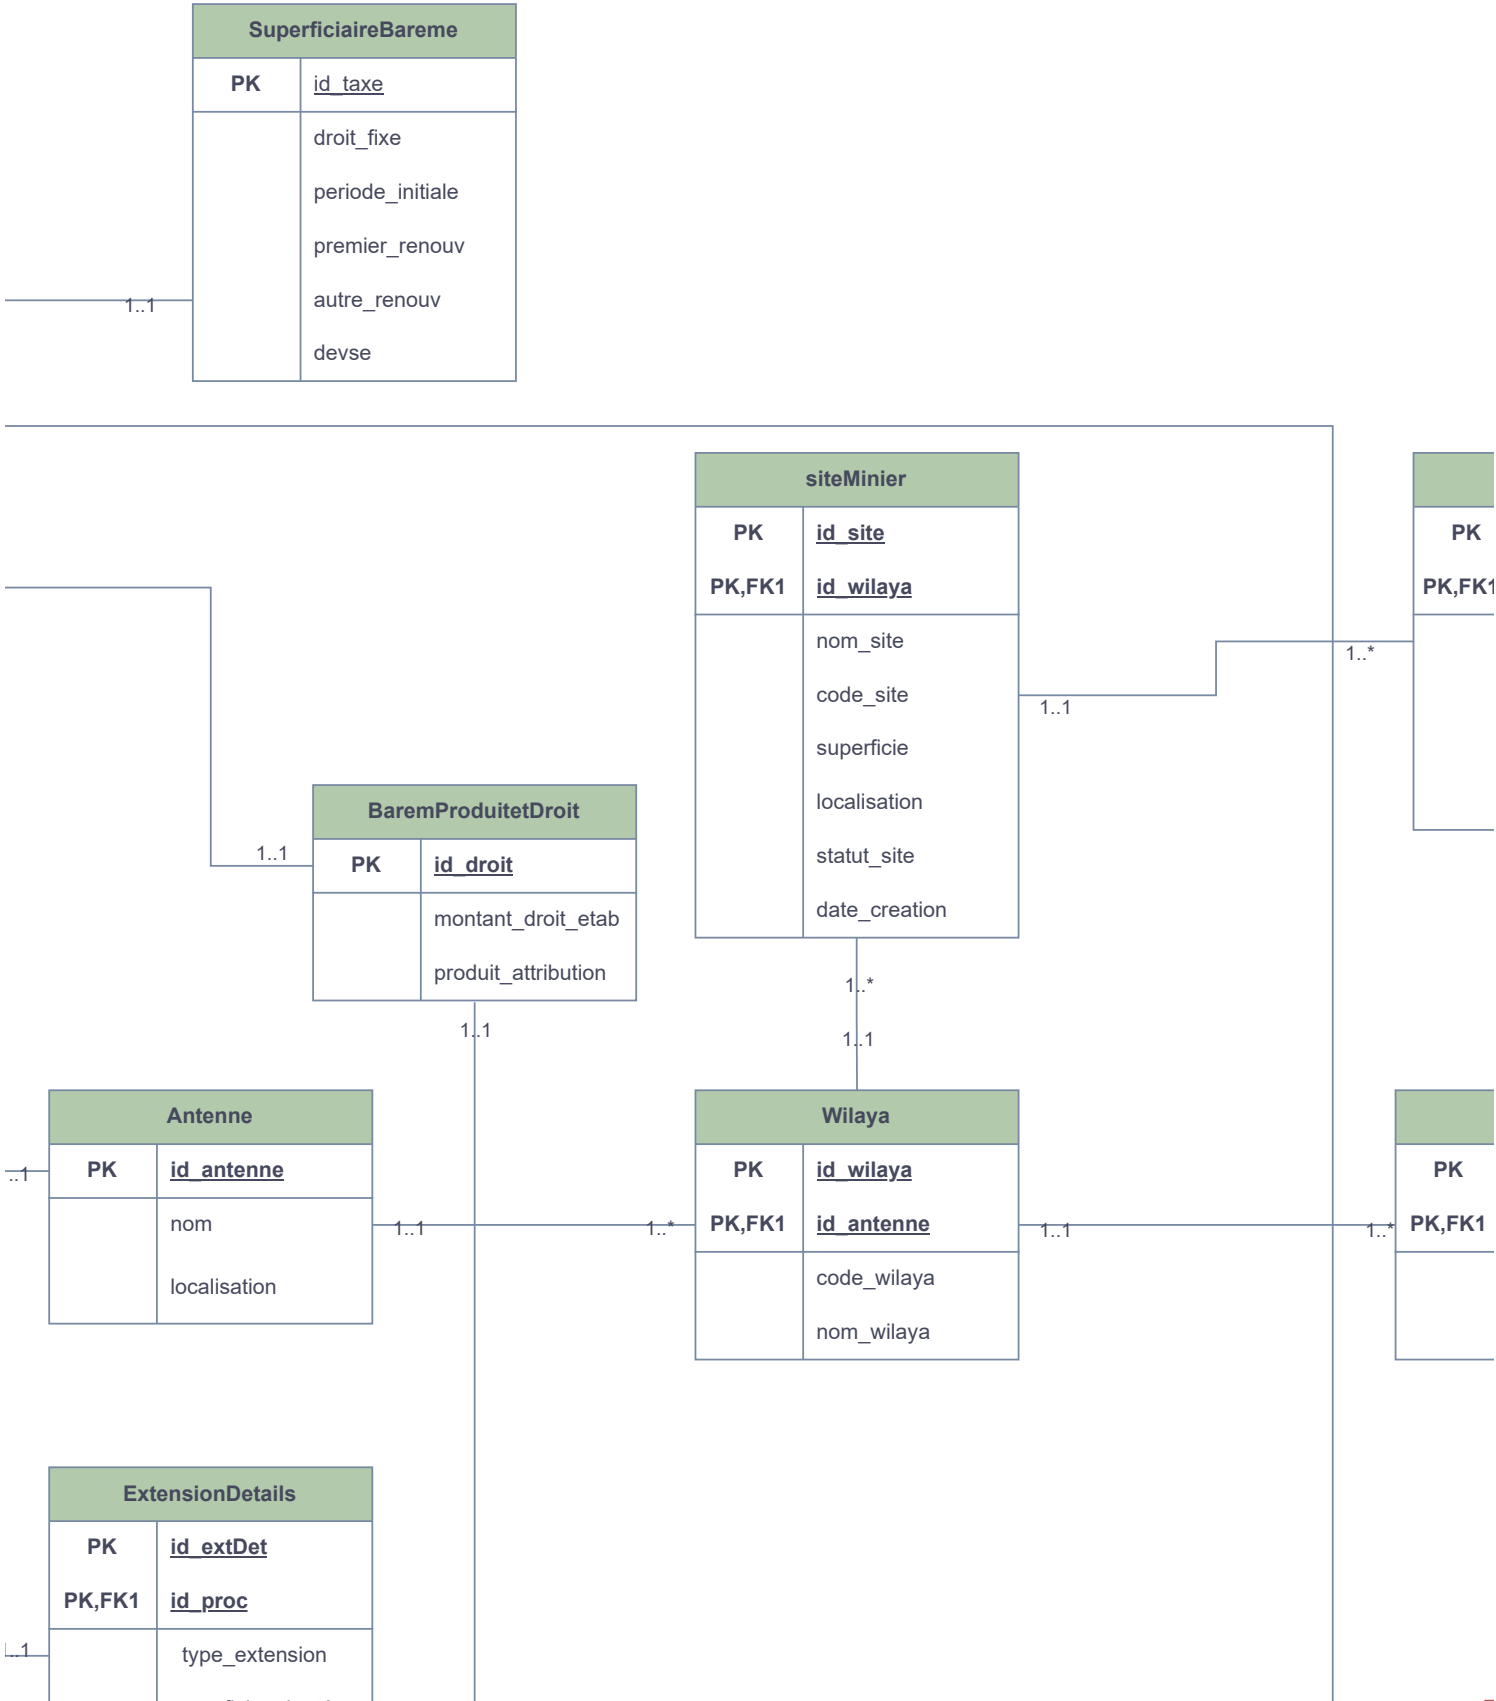 SuperficiaireBareme
PK id_taxe
droit_fixe
periode_initiale
premier_renouv
autre_renouv
devse
1..1
siteMinier
PK id_site
PK,FK1 id_wilaya
nom_site
code_site
superficie
localisation
statut_site
date_creation
1..1
1..*
PK
PK,FK1
BaremProduitetDroit
PK id_droit
montant_droit_etab
produit_attribution
1..1
1..1
1..*
1..1
Antenne
PK id_antenne
nom
localisation
..1
1..1
1..*
Wilaya
PK id_wilaya
PK,FK1 id_antenne
code_wilaya
nom_wilaya
1..1
1..*
PK
PK,FK1
ExtensionDetails
PK id_extDet
PK,FK1 id_proc
type_extension
..1